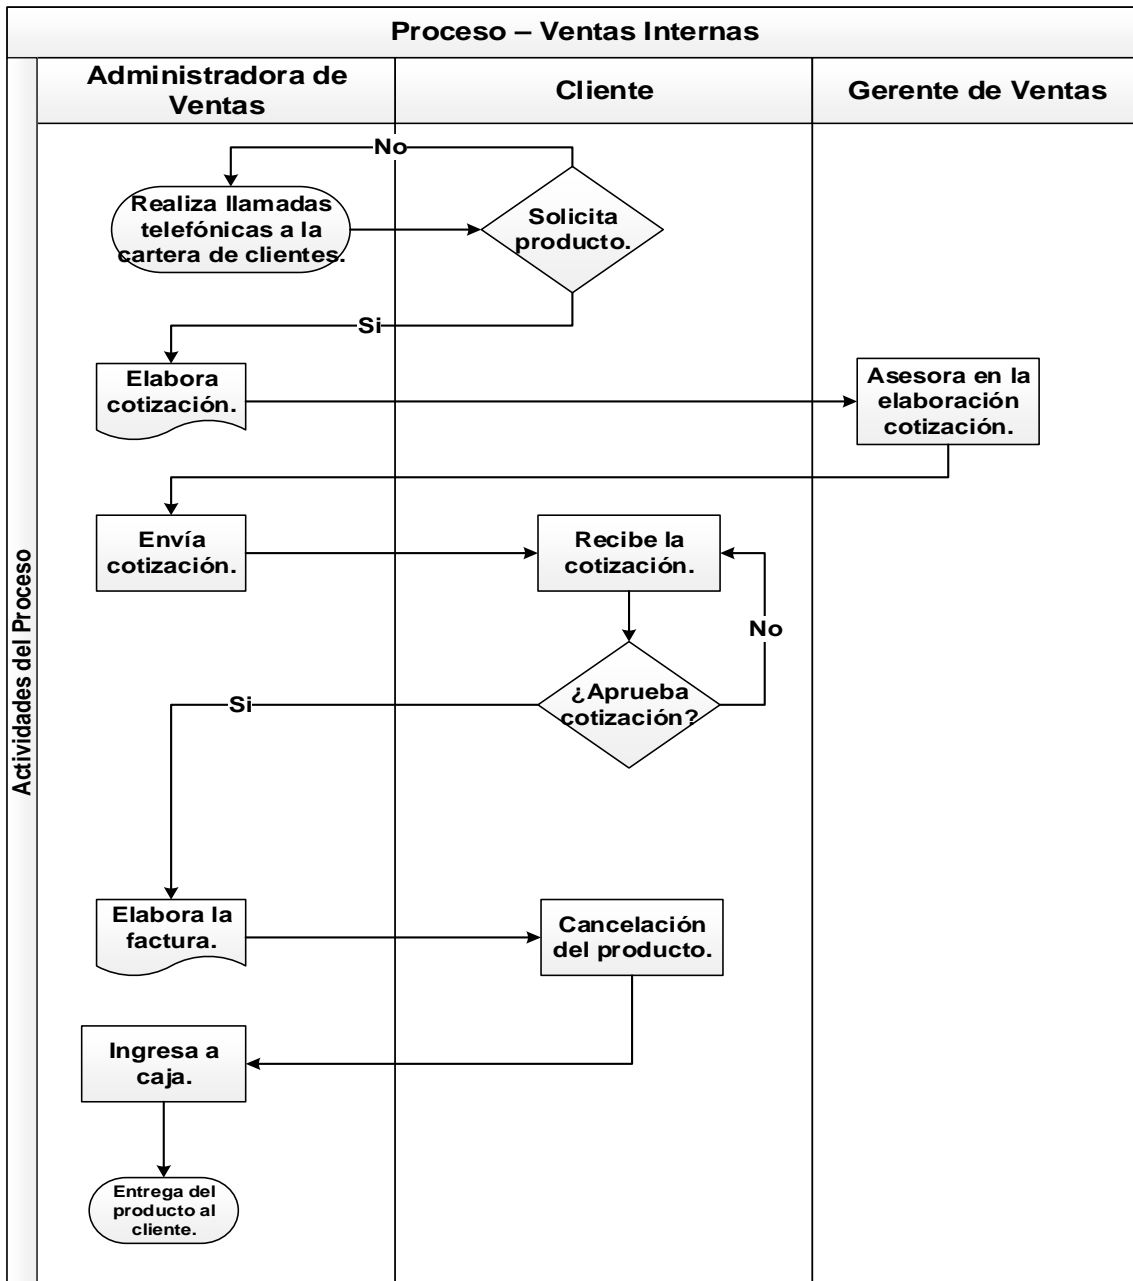 Proceso – Ventas Internas
Administradora de
Ventas
Cliente
Gerente de Ventas
Actividades del Proceso
No
Realiza llamadas
telefónicas a la
cartera de clientes.
Solicita
producto.
Si
Elabora
cotización.
Asesora en la
elaboración
cotización.
Envía
cotización.
Recibe la
cotización.
No
¿Aprueba
cotización?
Si
Elabora la
factura.
Cancelación
del producto.
Ingresa a
caja.
Entrega del
producto al
cliente.